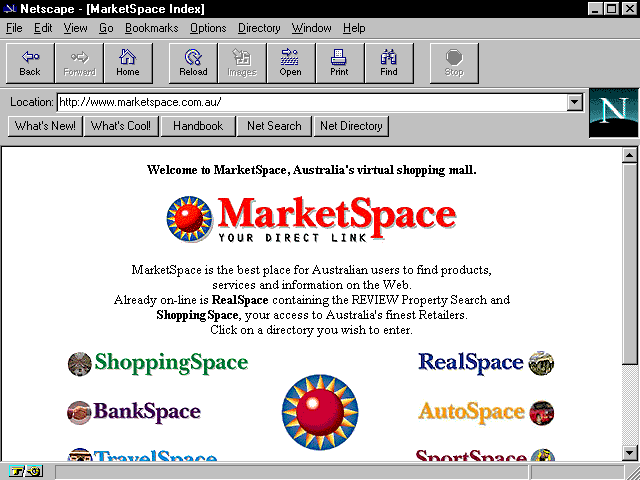 Netscape - [MarketSpace Index]
File Edit View Go Bookmarks Options Directory Window Help
Back Forward Home Reload Images Open Print Find Stop
Location: http://www.marketspace.com.au/
N
What's New! What's Cool! Handbook Net Search Net Directory
Welcome to MarketSpace, Australia's virtual shopping mall.
MarketSpace
YOUR DIRECT LINK
MarketSpace is the best place for Australian users to find products,
services and information on the Web.
Already on-line is RealSpace containing the REVIEW Property Search and
ShoppingSpace, your access to Australia's finest Retailers.
Click on a directory you wish to enter.
ShoppingSpace RealSpace
BankSpace AutoSpace
TravelSpace SportSpace